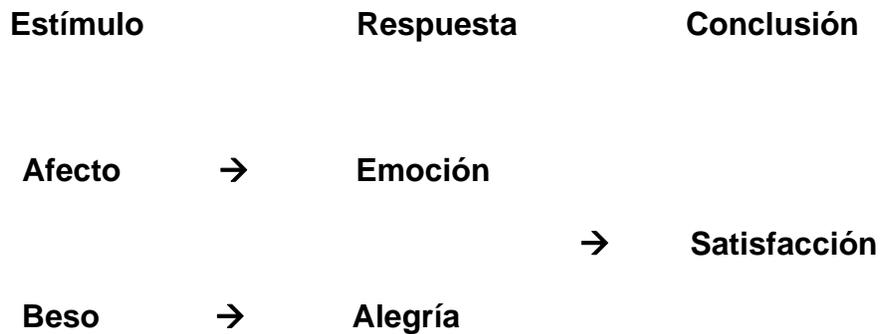 Estímulo Respuesta Conclusión
Afecto → Emoción
→ Satisfacción
Beso → Alegría